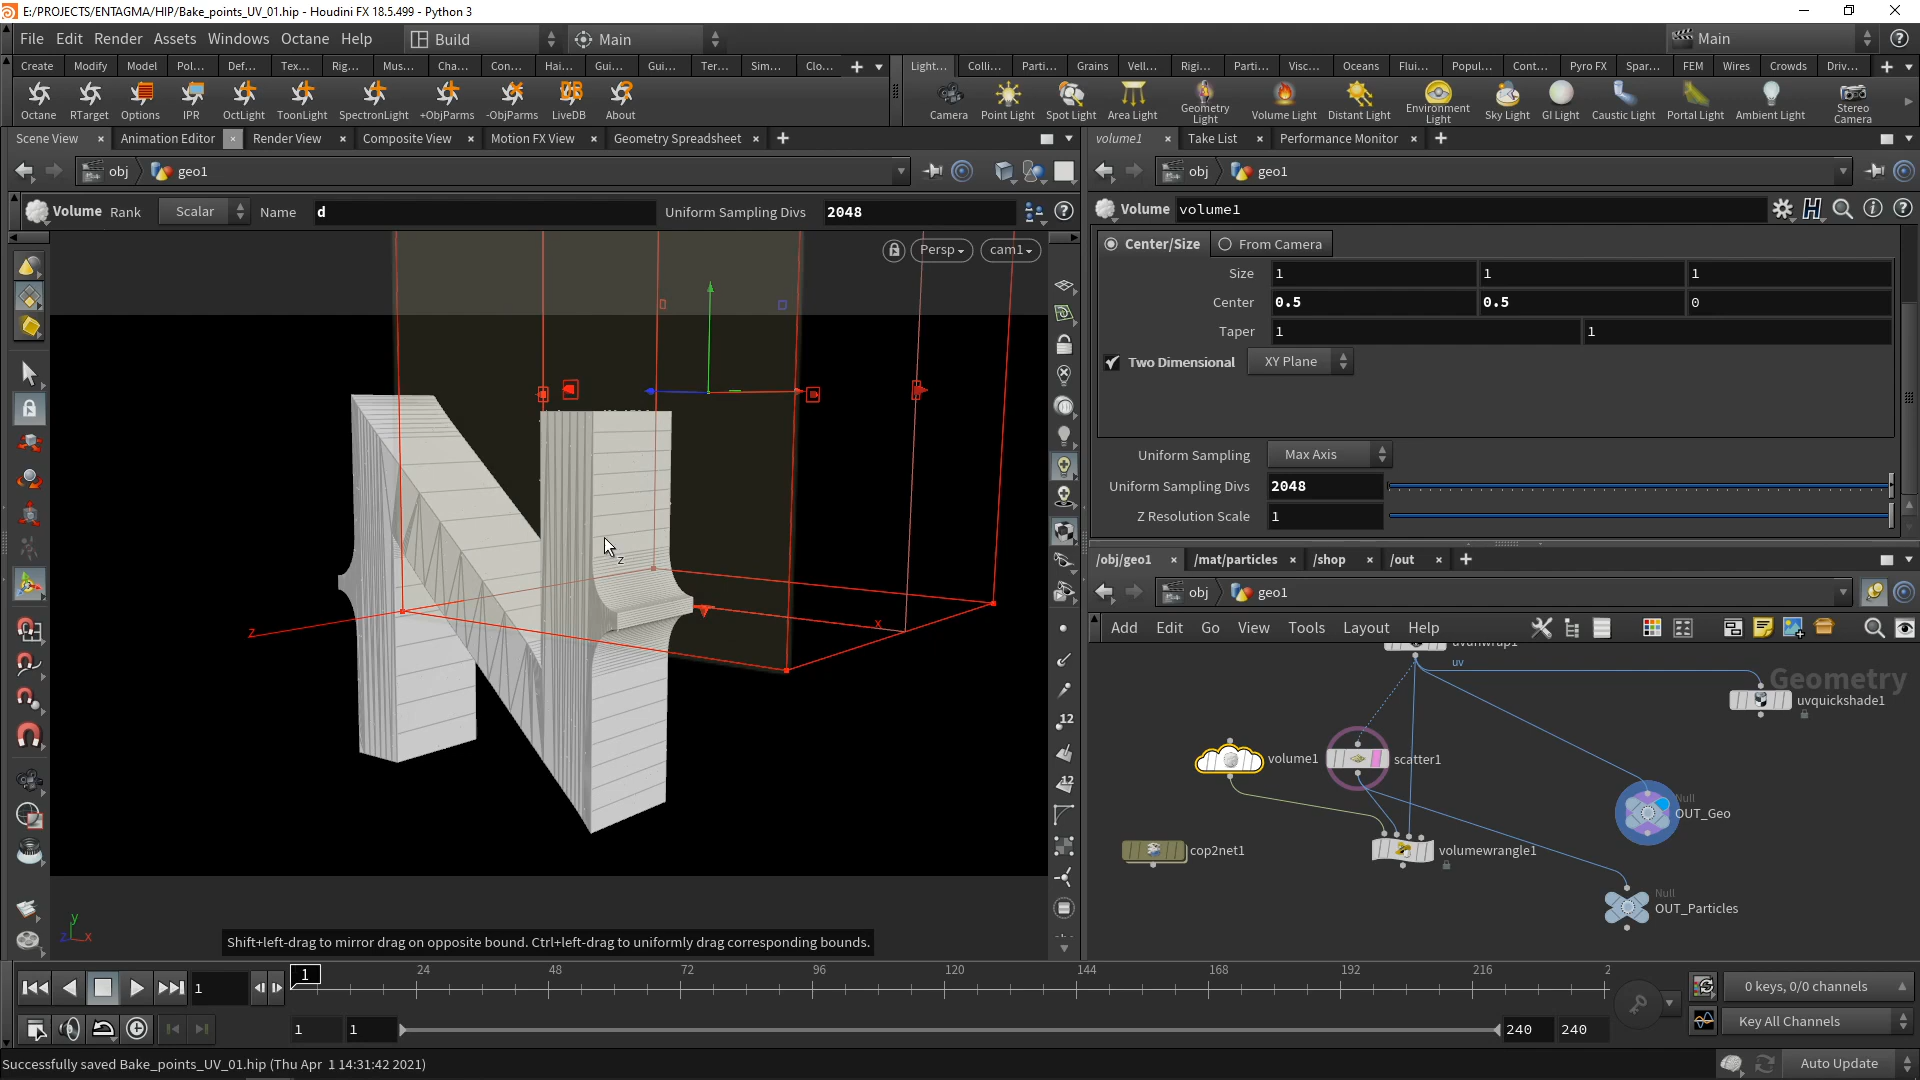 E:/PROJECTS/ENTAGMA/HIP/Bake_points_UV_01.hip - Houdini FX 18.5.499 - Python 3
File Edit Render Assets Windows Octane Help Build Main Main
Create Modify Model Pol... Def... Tex... Rig... Mus... Cha... Con... Hai... Gui... Gui... Ter... Sim... Clo... Light... Colli... Parti... Grains Vell... Rigi... Parti... Visc... Oceans Flui... Popul... Cont... Pyro FX Spar... FEM Wires Crowds Driv...
Octane RTarget Options IPR OctLight ToonLight SpectronLight +ObjParms -ObjParms LiveDB About Camera Point Light Spot Light Area Light Geometry Light Volume Light Distant Light Environment Light Sky Light GI Light Caustic Light Portal Light Ambient Light Stereo Camera
Scene View Animation Editor Render View Composite View Motion FX View Geometry Spreadsheet volume1 Take List Performance Monitor
obj geo1 obj geo1
Volume Rank Scalar Name d Uniform Sampling Divs 2048 Volume volume1
Persp cam1
Center/Size From Camera
Size 1 1 1
Center 0.5 0.5 0
Taper 1 1
Two Dimensional XY Plane
Uniform Sampling Max Axis
Uniform Sampling Divs 2048
Z Resolution Scale 1
/obj/geo1 /mat/particles /shop /out
obj geo1
Add Edit Go View Tools Layout Help
uv
Geometry
uvquickshade1
volume1 scatter1
Null
OUT_Geo
cop2net1 volumewrangle1
Null
OUT_Particles
z
z
x
12
12
y
z x
Shift+left-drag to mirror drag on opposite bound. Ctrl+left-drag to uniformly drag corresponding bounds.
1 1 24 48 72 96 120 144 168 192 216 2
0 keys, 0/0 channels
1 1 240 240 Key All Channels
Successfully saved Bake_points_UV_01.hip (Thu Apr 1 14:31:42 2021) Auto Update